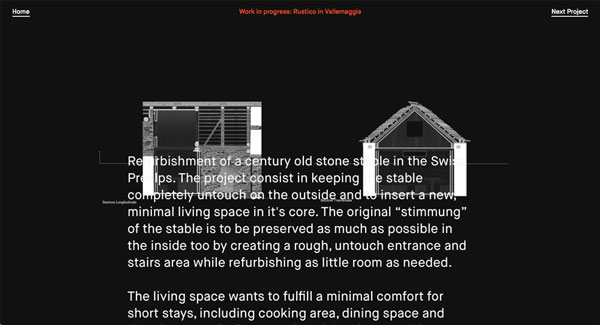 Home
Work in progress: Rustico in Vallemaggia
Next Project
Refurbishment of a century old stone stable in the Swiss
Prealps. The project consist in keeping the stable
completely untouch on the outside and to insert a new,
minimal living space in it's core. The original “stimmung”
of the stable is to be preserved as much as possible in
the inside too by creating a rough, untouch entrance and
stairs area while refurbishing as little room as needed.
The living space wants to fulfill a minimal comfort for
short stays, including cooking area, dining space and